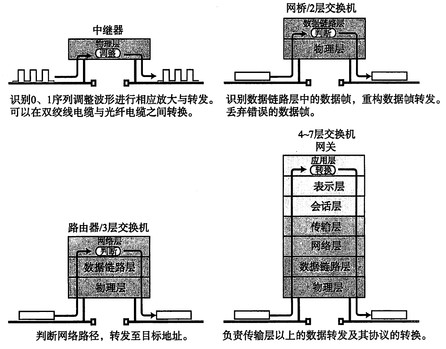 中继器
物理层
调整
识别0、1序列调整波形进行相应放大与转发。
可以在双绞线电缆与光纤电缆之间转换。
网桥/2层交换机
数据链路层
判断
物理层
识别数据链路层中的数据帧，重构数据帧转发。
丢弃错误的数据帧。
路由器/3层交换机
网络层
判断
数据链路层
物理层
判断网络路径，转发至目标地址。
4~7层交换机
网关
应用层
转换
表示层
会话层
传输层
网络层
数据链路层
物理层
负责传输层以上的数据转发及其协议的转换。